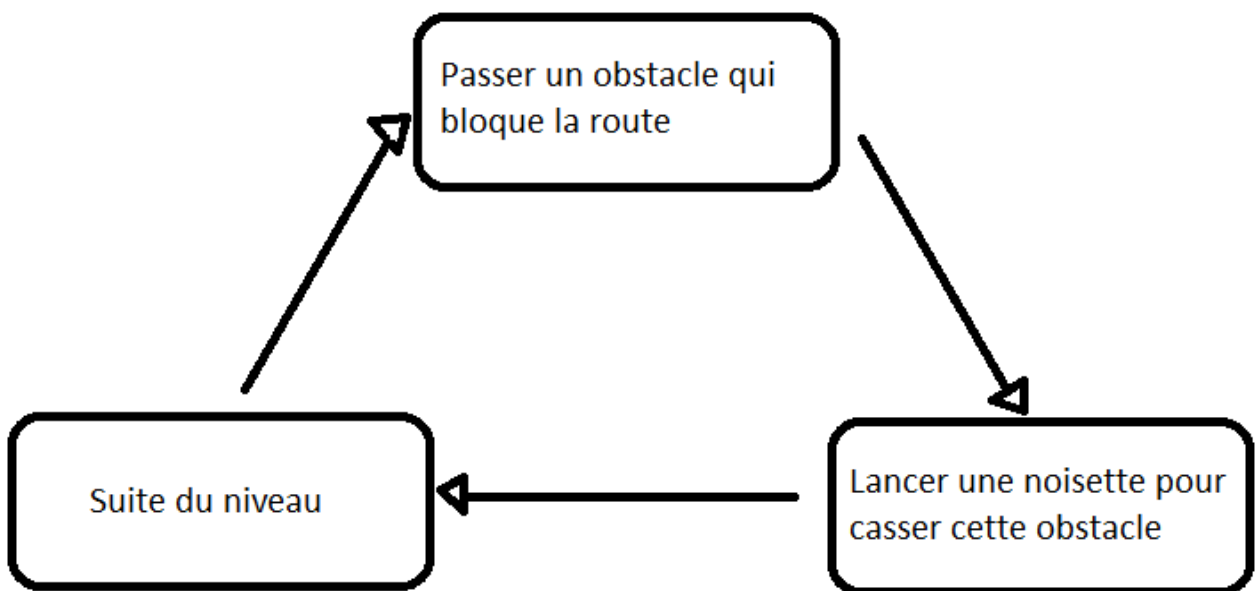 Passer un obstacle qui
bloque la route
Suite du niveau
Lancer une noisette pour
casser cette obstacle